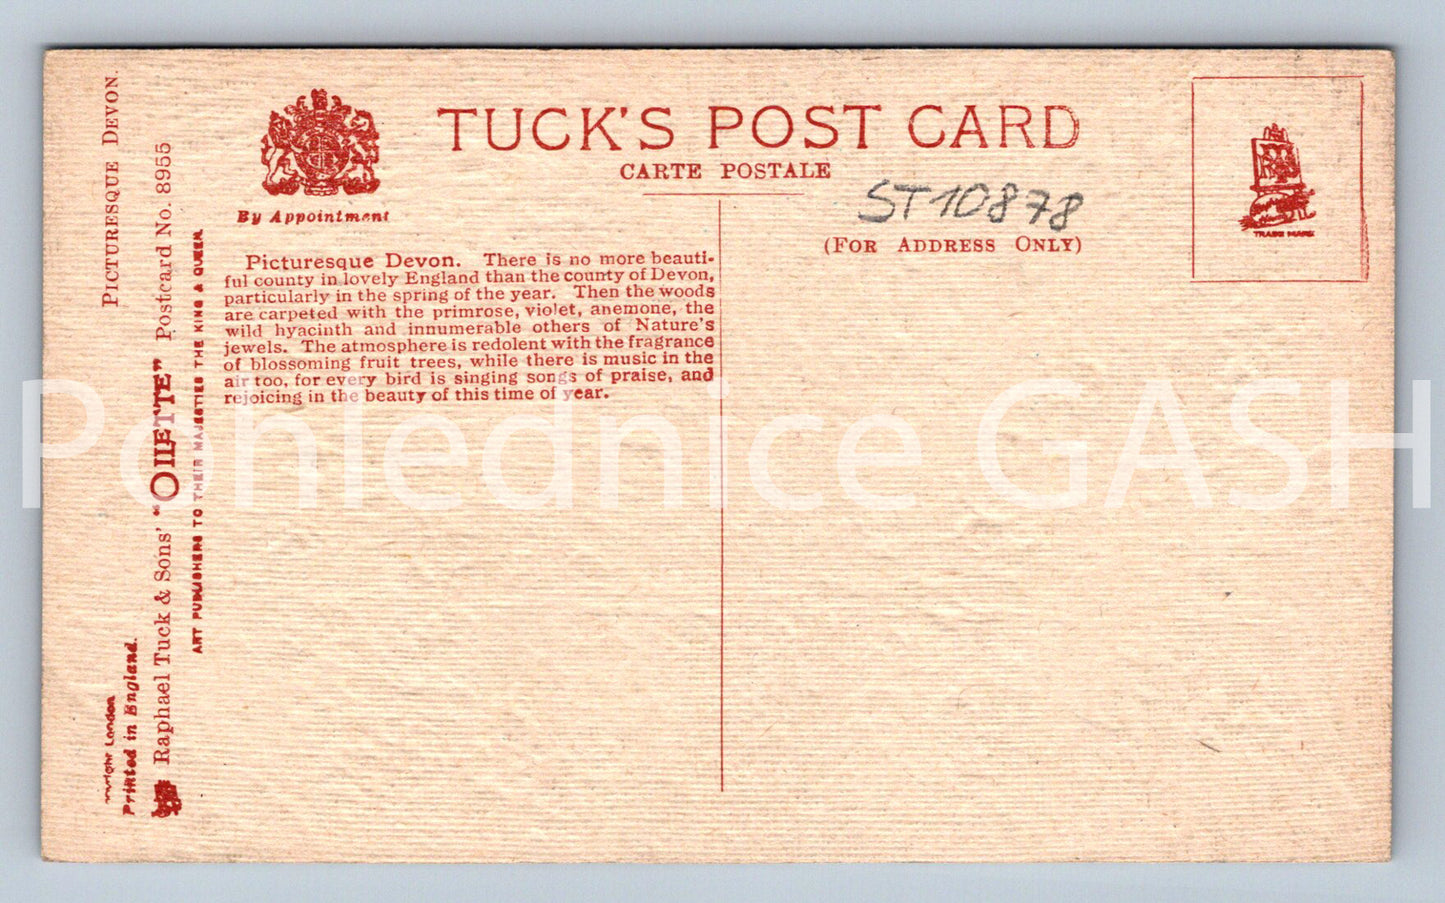 TUCK'S POST CARD
CARTE POSTALE
ST10878
(FOR ADDRESS ONLY)
By Appointment
TRADE MARK
Picturesque Devon. There is no more beauti-
ful county in lovely England than the county of Devon,
particularly in the spring of the year. Then the woods
are carpeted with the primrose, violet, anemone, the
wild hyacinth and innumerable others of Nature's
jewels. The atmosphere is redolent with the fragrance
of blossoming fruit trees, while there is music in the
air too, for every bird is singing songs of praise, and
rejoicing in the beauty of this time of year.
PICTURESQUE DEVON.
London
Printed in England.
Raphael Tuck & Sons' "OILETTE" Postcard No. 8955
ART PUBLISHERS TO THEIR MAJESTIES THE KING & QUEEN
Pohlednice GASH